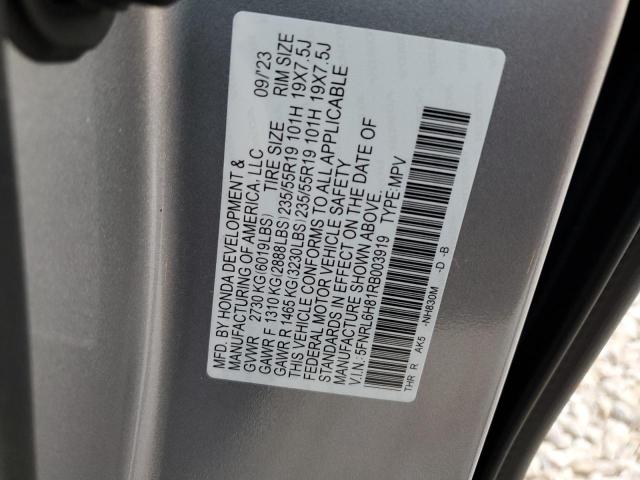 MFD. BY HONDA DEVELOPMENT &
MANUFACTURING OF AMERICA, LLC 09/'23
GVWR 2730 KG(6019LBS) TIRE SIZE RIM SIZE
GAWR F 1310 KG(2888LBS)235/55R19 101H 19X7.5J
GAWR R 1465 KG(3230LBS)235/55R19 101H 19X7.5J
THIS VEHICLE CONFORMS TO ALL APPLICABLE
FEDERAL MOTOR VEHICLE SAFETY
STANDARDS IN EFFECT ON THE DATE OF
MANUFACTURE SHOWN ABOVE.
V.I.N.:5FNRL6H81RB003919 TYPE:MPV
THR R AK5 -NH830M -D -B